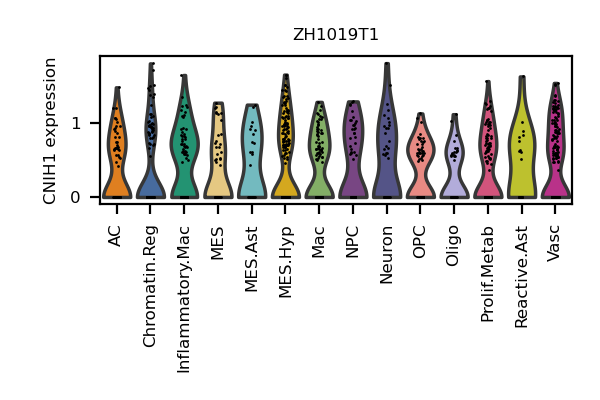 ZH1019T1
CNIH1 expression
1
0
AC
Chromatin.Reg
Inflammatory.Mac
MES
MES.Ast
MES.Hyp
Mac
NPC
Neuron
OPC
Oligo
Prolif.Metab
Reactive.Ast
Vasc